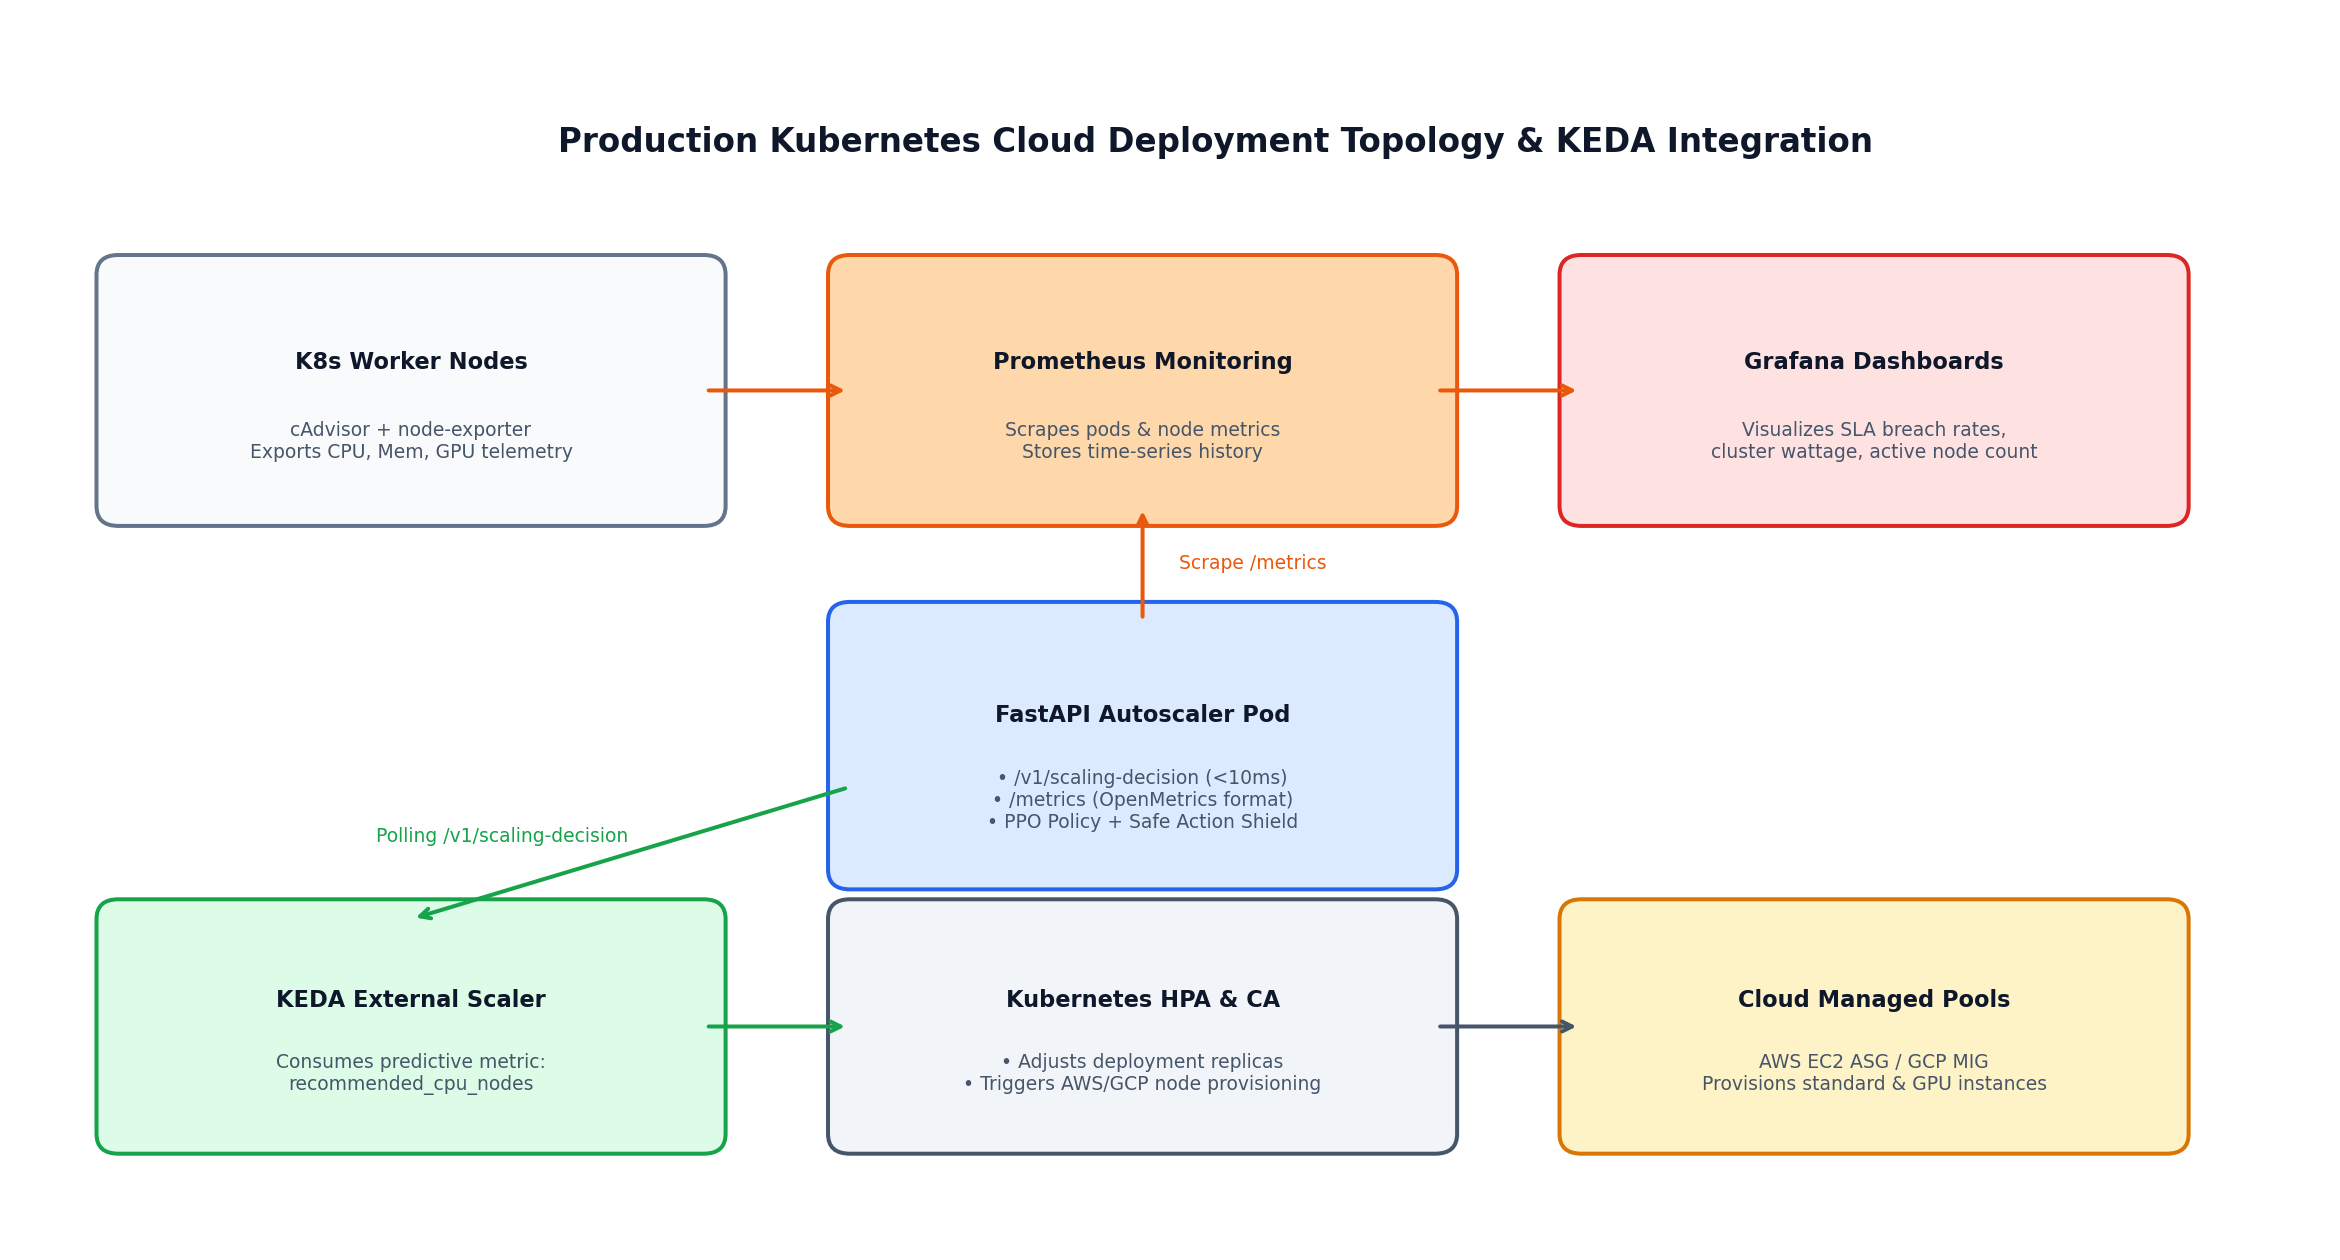 Production Kubernetes Cloud Deployment Topology & KEDA Integration
K8s Worker Nodes
cAdvisor + node-exporter
Exports CPU, Mem, GPU telemetry
Prometheus Monitoring
Scrapes pods & node metrics
Stores time-series history
Grafana Dashboards
Visualizes SLA breach rates,
cluster wattage, active node count
Scrape /metrics
FastAPI Autoscaler Pod
• /v1/scaling-decision (<10ms)
• /metrics (OpenMetrics format)
• PPO Policy + Safe Action Shield
Polling /v1/scaling-decision
KEDA External Scaler
Consumes predictive metric:
recommended_cpu_nodes
Kubernetes HPA & CA
• Adjusts deployment replicas
• Triggers AWS/GCP node provisioning
Cloud Managed Pools
AWS EC2 ASG / GCP MIG
Provisions standard & GPU instances